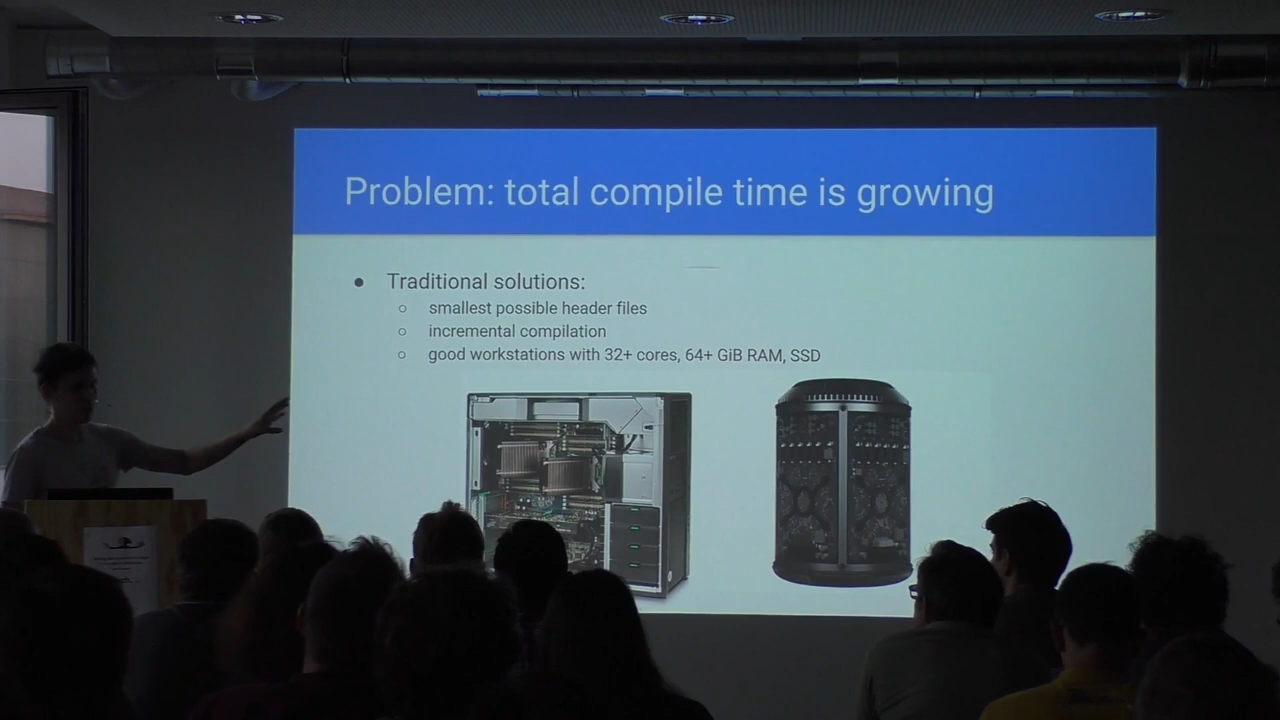 Problem: total compile time is growing
● Traditional solutions:
○ smallest possible header files
○ incremental compilation
○ good workstations with 32+ cores, 64+ GiB RAM, SSD